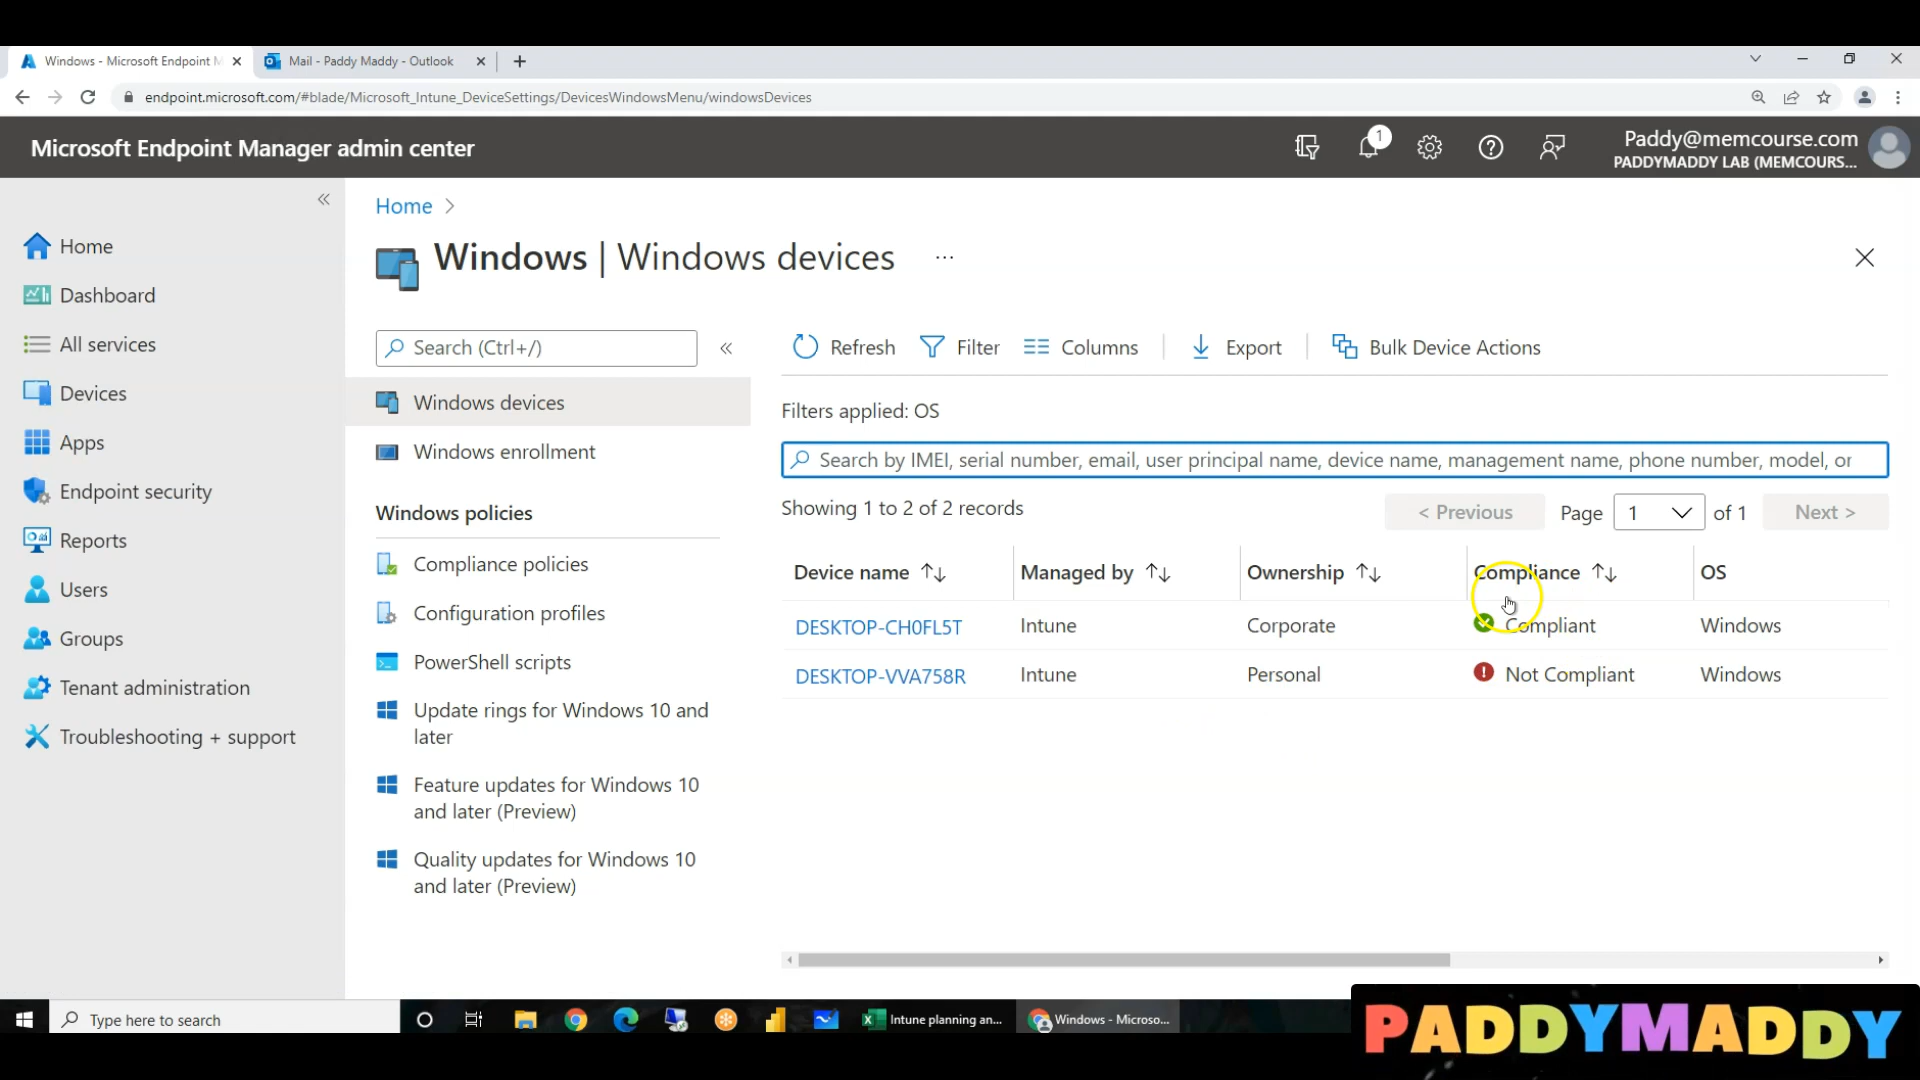 Windows - Microsoft Endpoint M
Mail - Paddy Maddy - Outlook
endpoint.microsoft.com/#blade/Microsoft_Intune_DeviceSettings/DevicesWindowsMenu/windowsDevices
Microsoft Endpoint Manager admin center
1
Paddy@memcourse.com
PADDYMADDY LAB (MEMCOURS...
Home
Dashboard
All services
Devices
Apps
Endpoint security
Reports
Users
Groups
Tenant administration
Troubleshooting + support
Home >
Windows | Windows devices ...
Search (Ctrl+/)
Windows devices
Windows enrollment
Windows policies
Compliance policies
Configuration profiles
PowerShell scripts
Update rings for Windows 10 and
later
Feature updates for Windows 10
and later (Preview)
Quality updates for Windows 10
and later (Preview)
Refresh Filter Columns Export Bulk Device Actions
Filters applied: OS
Search by IMEI, serial number, email, user principal name, device name, management name, phone number, model, or
Showing 1 to 2 of 2 records
< Previous Page 1 of 1 Next >
Device name Managed by Ownership Compliance OS
DESKTOP-CH0FL5T Intune Corporate Compliant Windows
DESKTOP-VVA758R Intune Personal Not Compliant Windows
Type here to search
Intune planning an...
Windows - Microso...
PADDYMADDY